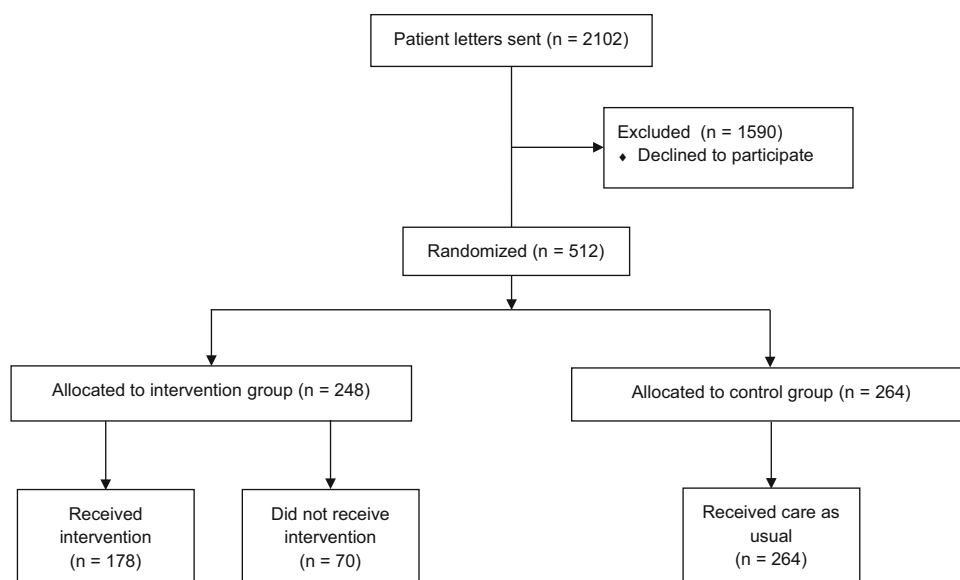 Patient letters sent (n = 2102)
Excluded (n = 1590)
♦ Declined to participate
Randomized (n = 512)
Allocated to intervention group (n = 248)
Allocated to control group (n = 264)
Received
intervention
(n = 178)
Did not receive
intervention
(n = 70)
Received care as
usual
(n = 264)